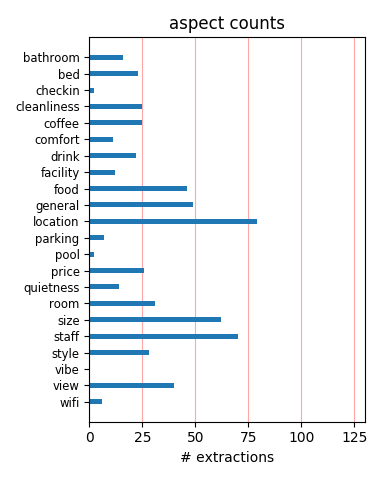 aspect counts
bathroom
bed
checkin
cleanliness
coffee
comfort
drink
facility
food
general
location
parking
pool
price
quietness
room
size
staff
style
vibe
view
wifi
0 25 50 75 100 125
# extractions